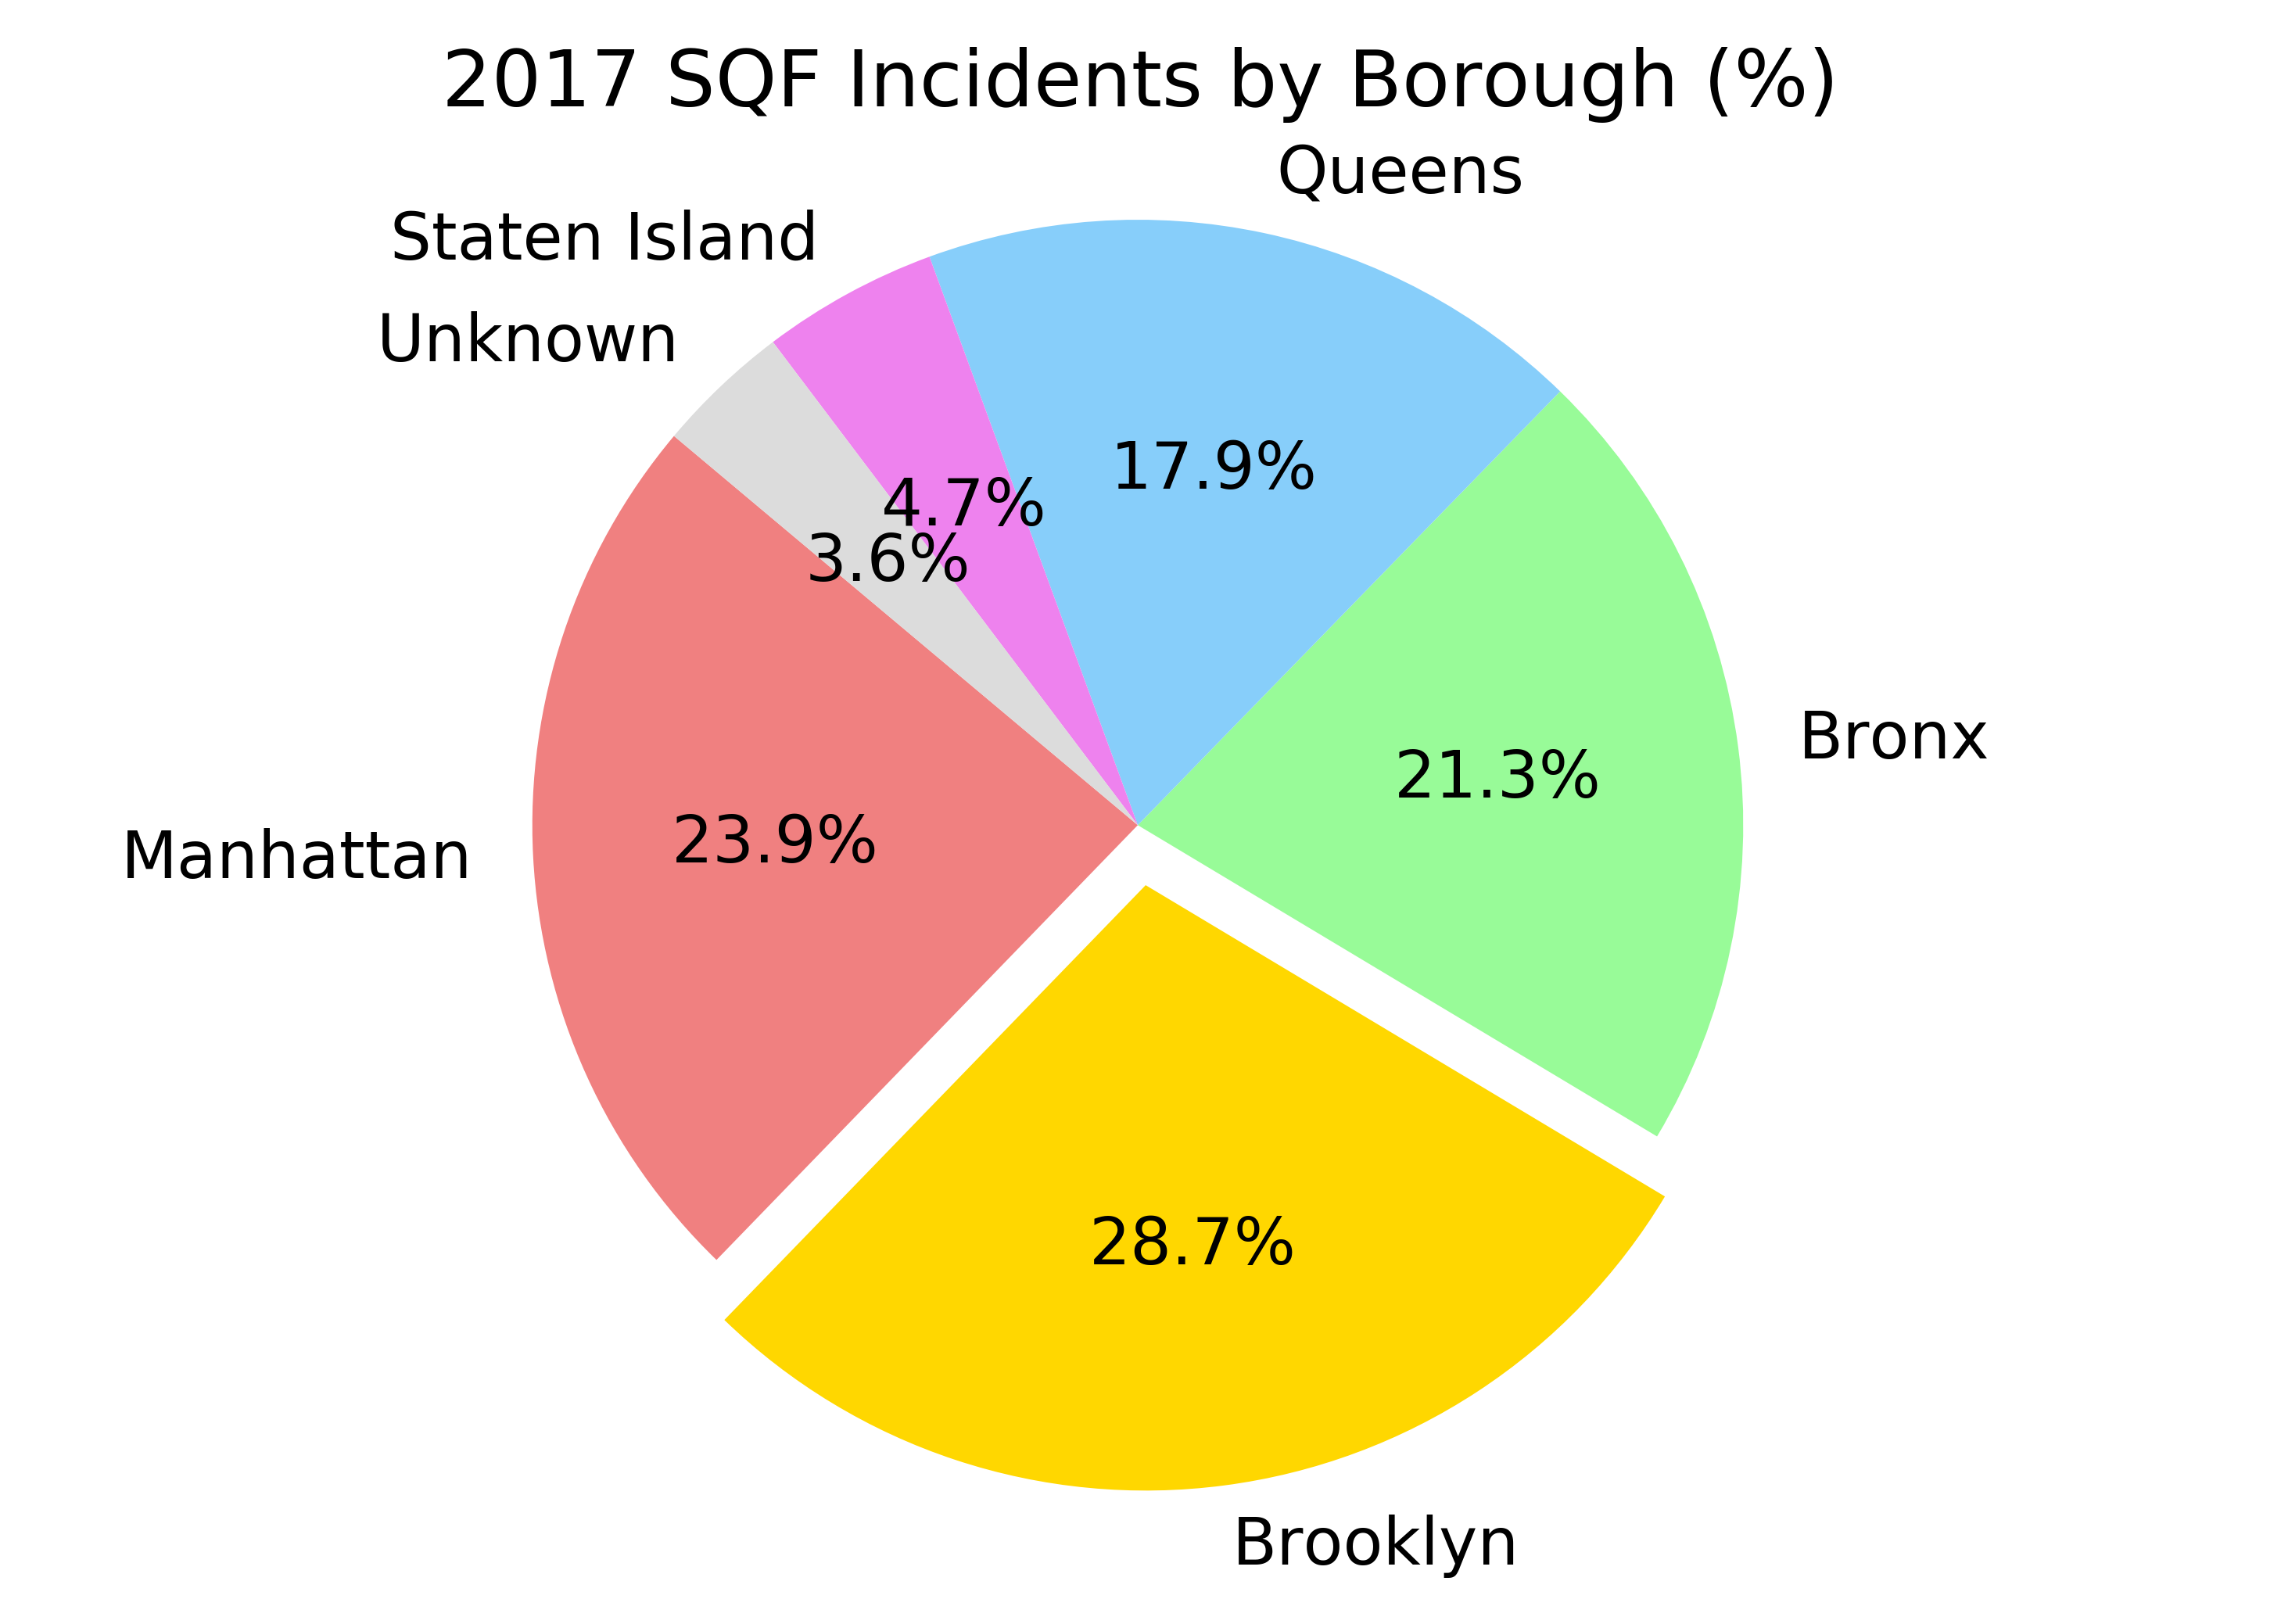 2017 SQF Incidents by Borough (%)
Queens
Staten Island
Unknown
17.9%
4.7%
3.6%
Bronx
21.3%
Manhattan
23.9%
28.7%
Brooklyn